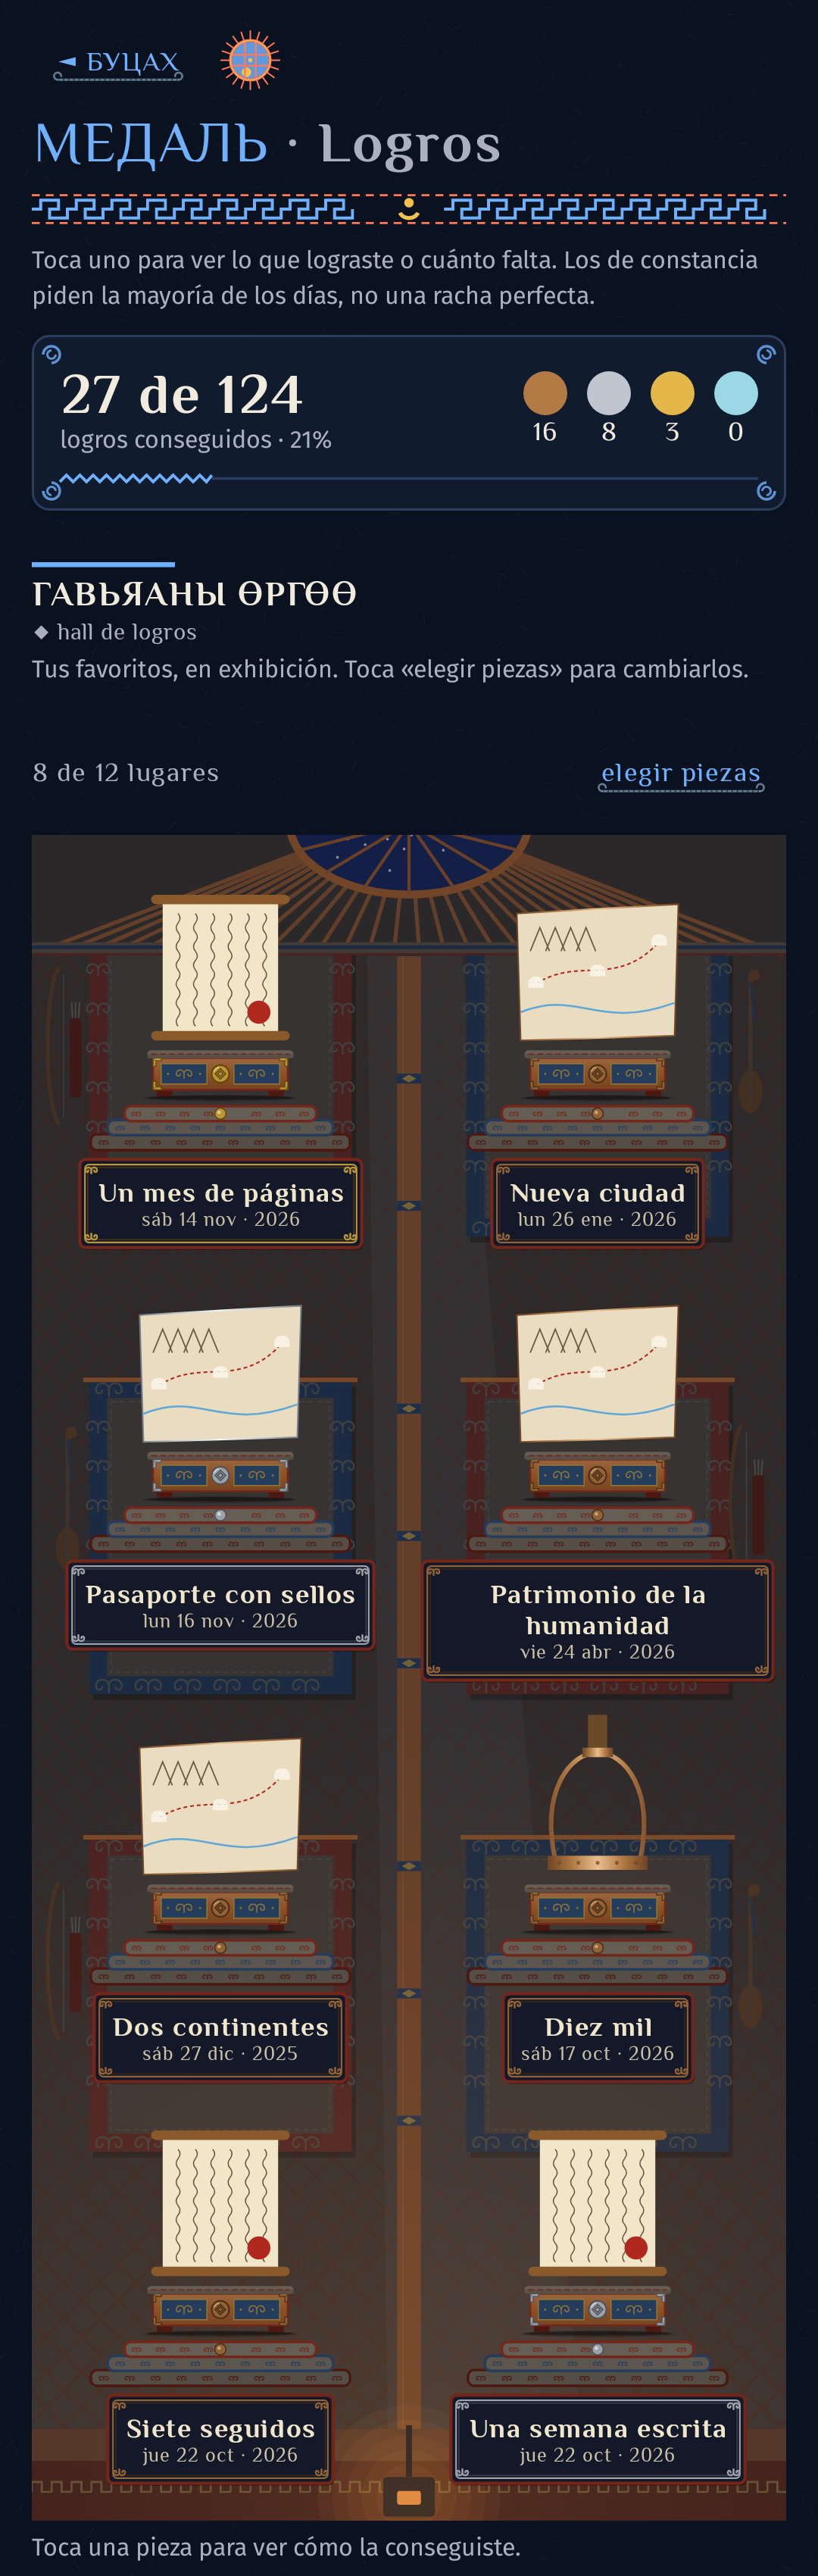 ◄ БУЦАХ
МЕДАЛЬ · Logros
Toca uno para ver lo que lograste o cuánto falta. Los de constancia
piden la mayoría de los días, no una racha perfecta.
27 de 124
logros conseguidos · 21%
16 8 3 0
ГАВЬЯАНЫ ӨРГӨӨ
◆ hall de logros
Tus favoritos, en exhibición. Toca «elegir piezas» para cambiarlos.
8 de 12 lugares
elegir piezas
Un mes de páginas
sáb 14 nov · 2026
Nueva ciudad
lun 26 ene · 2026
Pasaporte con sellos
lun 16 nov · 2026
Patrimonio de la
humanidad
vie 24 abr · 2026
Dos continentes
sáb 27 dic · 2025
Diez mil
sáb 17 oct · 2026
Siete seguidos
jue 22 oct · 2026
Una semana escrita
jue 22 oct · 2026
Toca una pieza para ver cómo la conseguiste.